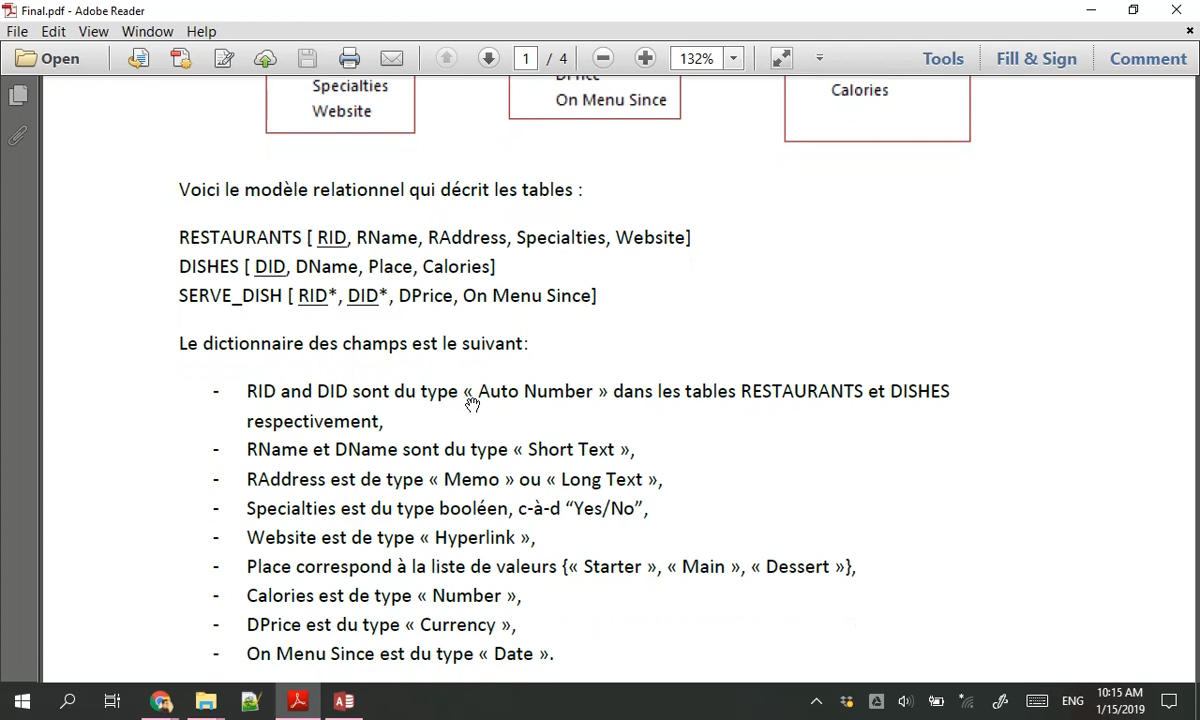 Final.pdf - Adobe Reader
File Edit View Window Help
Open 1 / 4 132% Tools Fill & Sign Comment
Specialties
Website
DPrice
On Menu Since
Calories
Voici le modèle relationnel qui décrit les tables :
RESTAURANTS [ RID, RName, RAddress, Specialties, Website]
DISHES [ DID, DName, Place, Calories]
SERVE_DISH [ RID*, DID*, DPrice, On Menu Since]
Le dictionnaire des champs est le suivant:
- RID and DID sont du type « Auto Number » dans les tables RESTAURANTS et DISHES
respectivement,
- RName et DName sont du type « Short Text »,
- RAddress est de type « Memo » ou « Long Text »,
- Specialties est du type booléen, c-à-d “Yes/No”,
- Website est de type « Hyperlink »,
- Place correspond à la liste de valeurs {« Starter », « Main », « Dessert »},
- Calories est de type « Number »,
- DPrice est du type « Currency »,
- On Menu Since est du type « Date ».
ENG
10:15 AM
1/15/2019